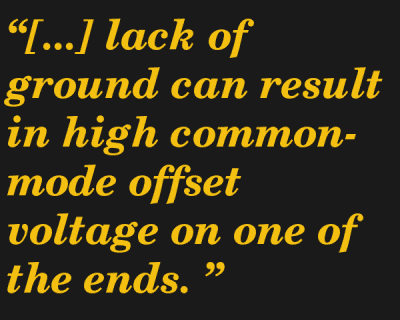 “[...] lack of
ground can result
in high common-
mode offset
voltage on one of
the ends. ”